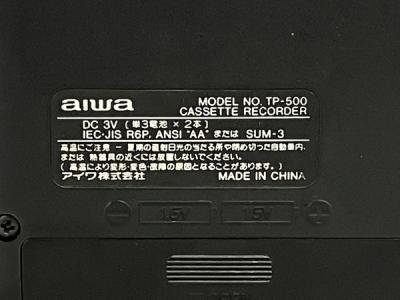 aiwa
MODEL NO. TP-500
CASSETTE RECORDER
DC 3V (単3電池 × 2本)
IEC·JIS R6P, ANSI "AA" または SUM-3
高温にご注意 － 夏期の直射日光の当たる所や閉め切った自動車内、
または 熱器具の近くには放置しないでください。
(高温により変形・変色・故障の原因となることがあります。)
アイワ株式会社 MADE IN CHINA
⊖ 1.5V 1.5V ⊕